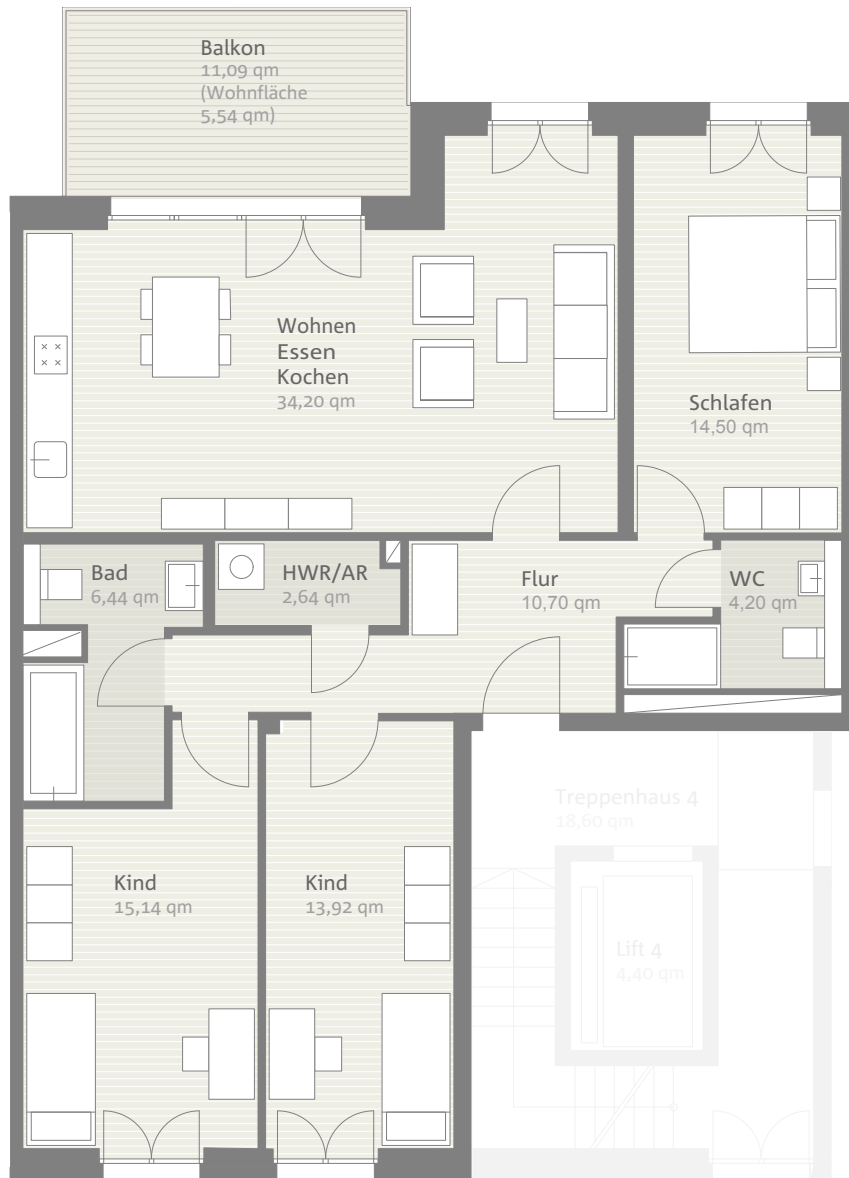 Balkon
11,09 qm
(Wohnfläche
5,54 qm)
Wohnen
Essen
Kochen
34,20 qm
Schlafen
14,50 qm
Bad
6,44 qm
HWR/AR
2,64 qm
Flur
10,70 qm
WC
4,20 qm
Treppenhaus 4
18,60 qm
Kind
15,14 qm
Kind
13,92 qm
Lift 4
4,40 qm